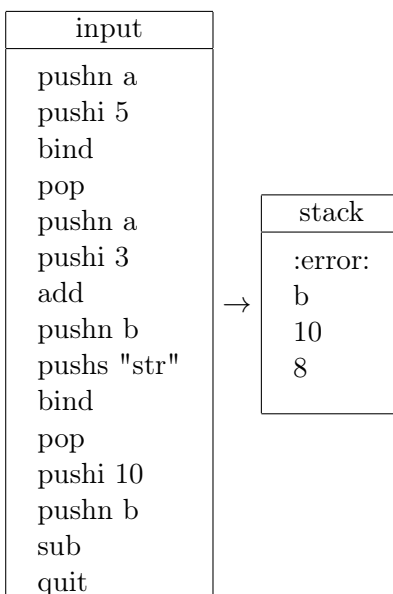 input
pushn a
pushi 5
bind
pop
pushn a
pushi 3
add
pushn b
pushs "str"
bind
pop
pushi 10
pushn b
sub
quit
→
stack
:error:
b
10
8